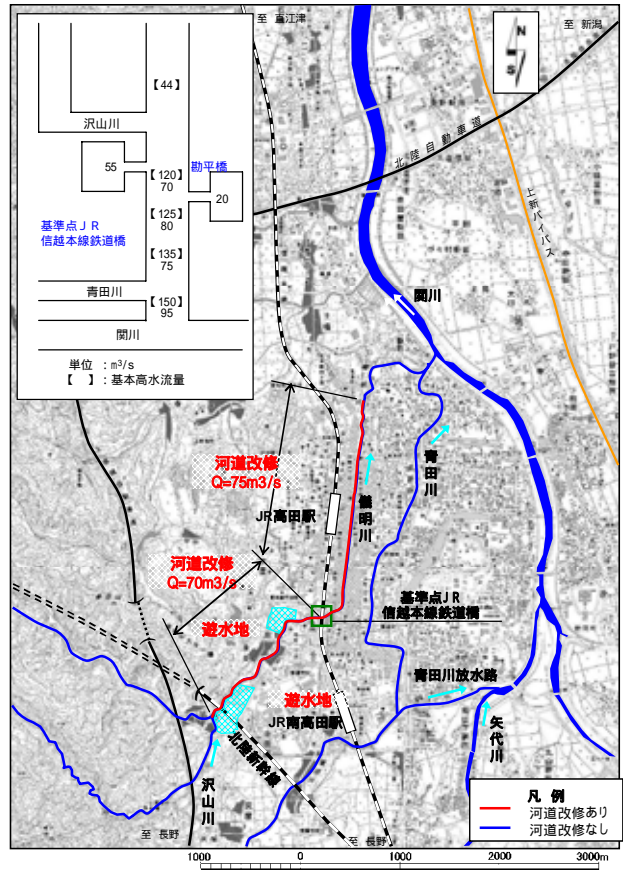 至 直江津
至 新潟
N
S
【44】
沢山川
55
【120】
70
勘平橋
20
【125】
80
基準点ＪＲ
信越本線鉄道橋
【135】
75
青田川
【150】
95
関川
単位 ：m³/s
【 】：基本高水流量
北陸自動車道
上新バイパス
関川
河道改修
Q=75m3/s
青田川
JR高田駅
儀明川
河道改修
Q=70m3/s
基準点ＪＲ
信越本線鉄道橋
遊水地
青田川放水路
遊水地
JR南高田駅
矢代川
北陸新幹線
沢山川
凡 例
河道改修あり
河道改修なし
至 長野
至 長野
1000 0 1000 2000 3000m